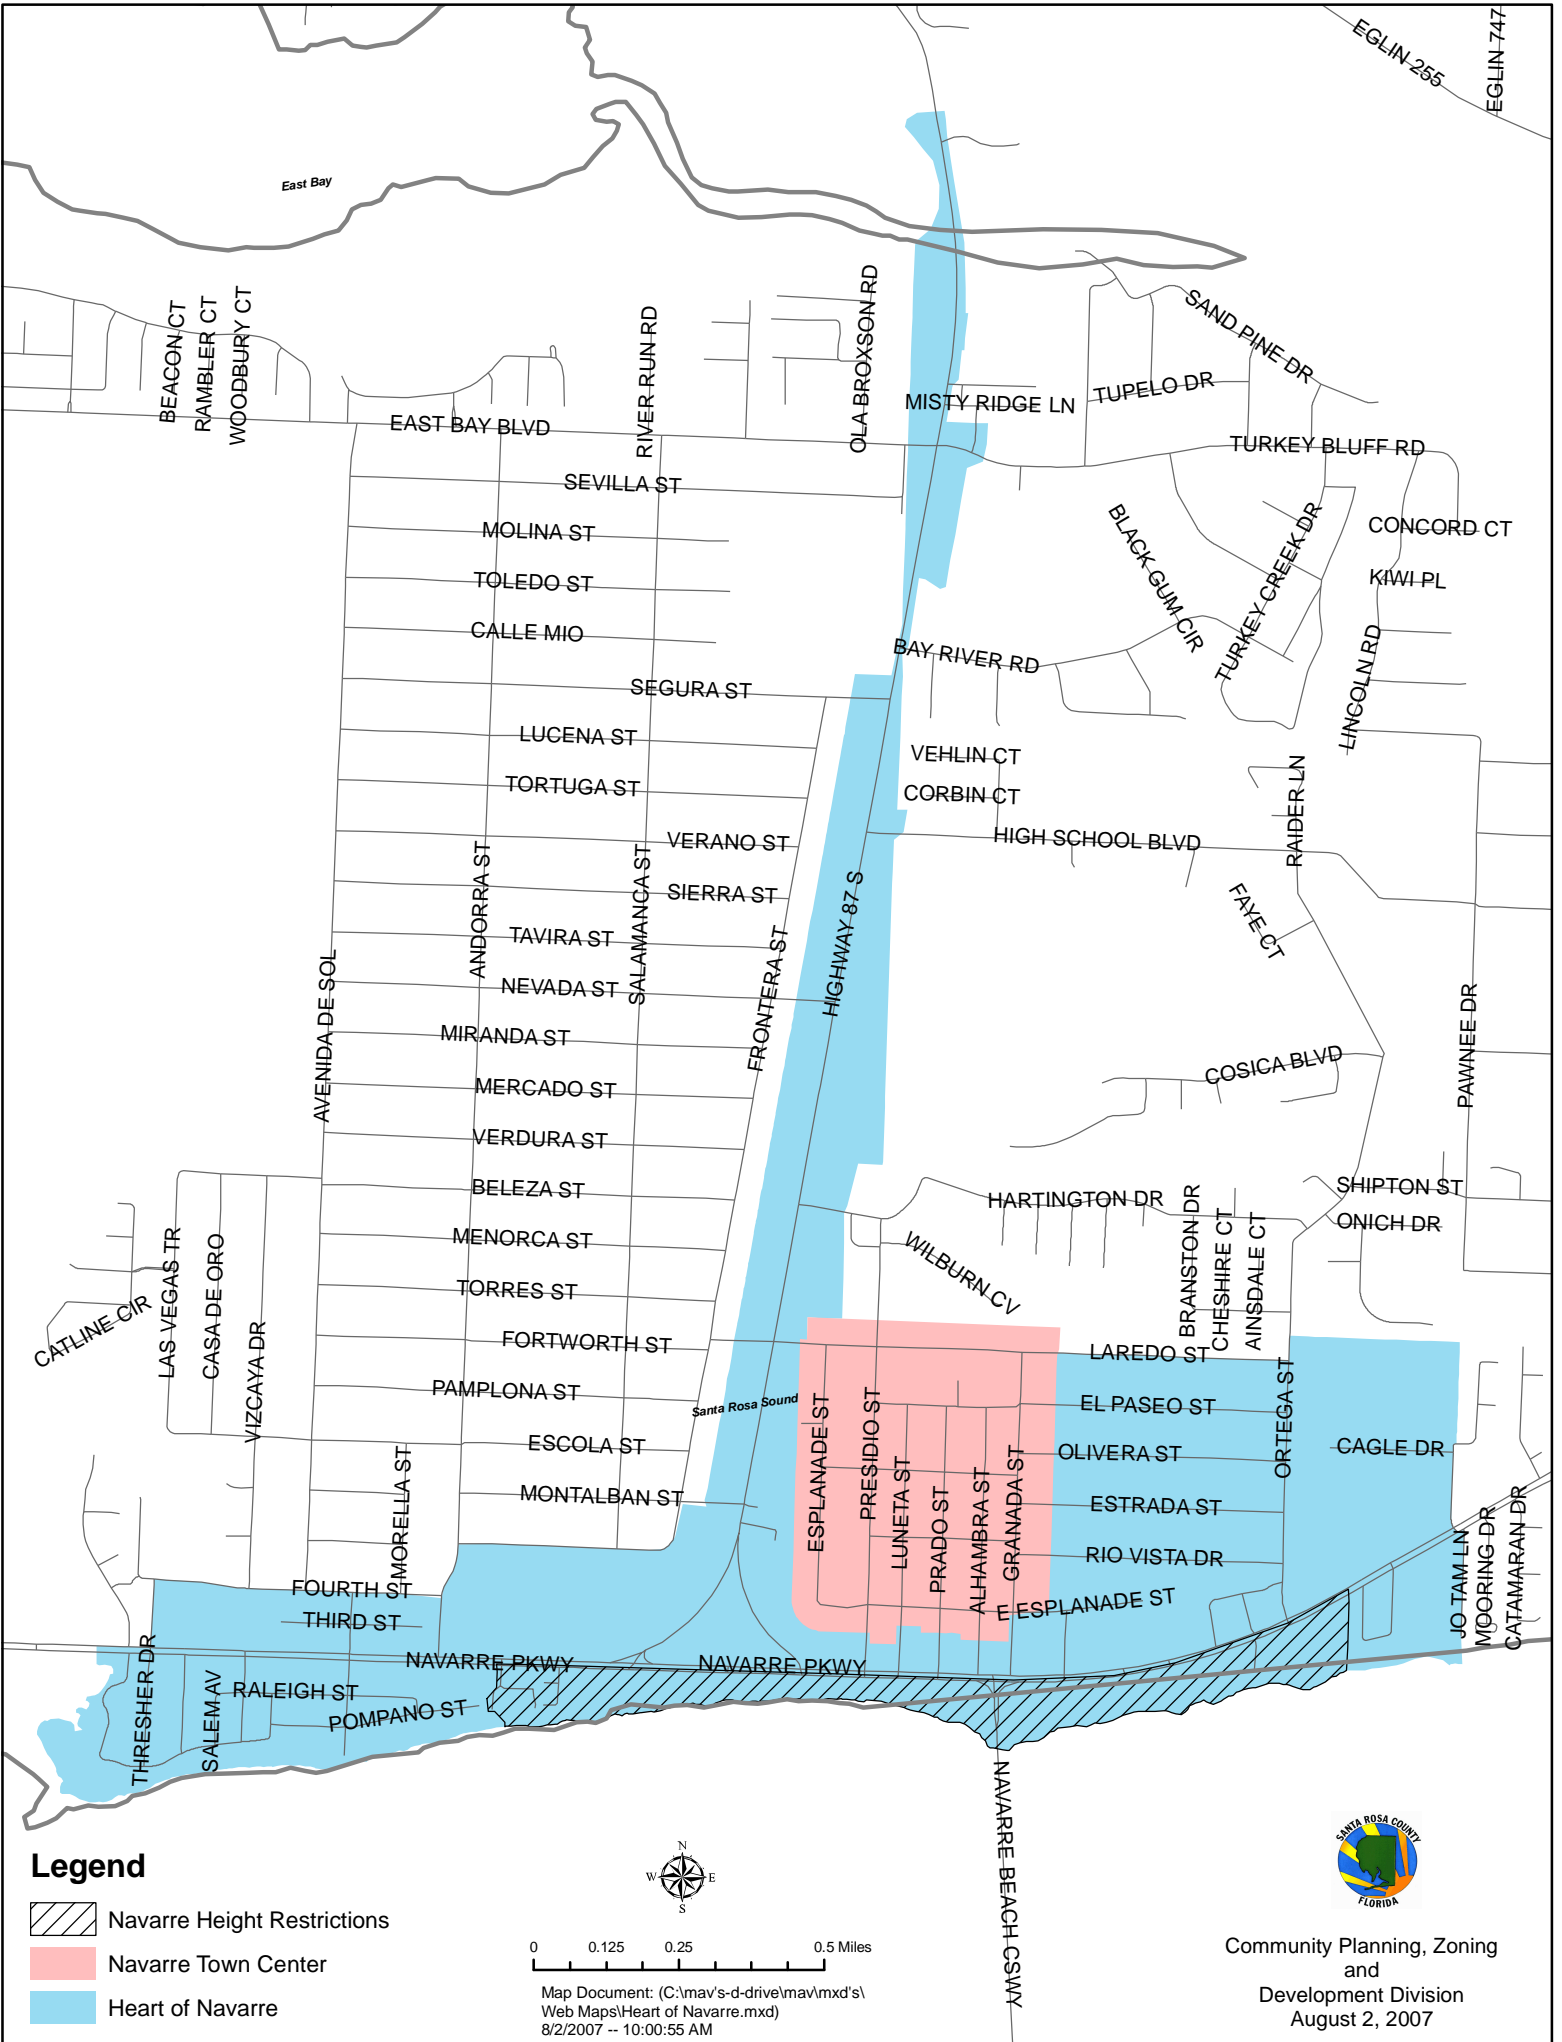 EGLIN 255
EGLIN 747
East Bay
BEACON CT
RAMBLER CT
WOODBURY CT
RIVER RUN RD
OLA BROXSON RD
SAND PINE DR
MISTY RIDGE LN
TUPELO DR
EAST BAY BLVD
TURKEY BLUFF RD
SEVILLA ST
MOLINA ST
BLACK GUM CIR
TURKEY CREEK DR
CONCORD CT
TOLEDO ST
KIWI PL
CALLE MIO
BAY RIVER RD
LINCOLN RD
SEGURA ST
LUCENA ST
VEHLIN CT
TORTUGA ST
CORBIN CT
RAIDER LN
VERANO ST
HIGH SCHOOL BLVD
ANDORRA ST
SALAMANCA ST
SIERRA ST
HIGHWAY 87 S
FAYE CT
TAVIRA ST
FRONTERA ST
AVENIDA DE SOL
NEVADA ST
PAWNEE DR
MIRANDA ST
COSICA BLVD
MERCADO ST
VERDURA ST
BELEZA ST
HARTINGTON DR
BRANSTON DR
CHESHIRE CT
AINSDALE CT
SHIPTON ST
ONICH DR
LAS VEGAS TR
CASA DE ORO
MENORCA ST
WILBURN CV
TORRES ST
CATLINE CIR
VIZCAYA DR
FORTWORTH ST
LAREDO ST
PAMPLONA ST
Santa Rosa Sound
ESPLANADE ST
PRESIDIO ST
EL PASEO ST
ORTEGA ST
ESCOLA ST
OLIVERA ST
CAGLE DR
MORELLA ST
MONTALBAN ST
LUNETA ST
PRADO ST
ALHAMBRA ST
GRANADA ST
ESTRADA ST
RIO VISTA DR
JO TAM LN
MOORING DR
CATAMARAN DR
FOURTH ST
THIRD ST
E ESPLANADE ST
NAVARRE PKWY
NAVARRE PKWY
THRESHER DR
SALEM AV
RALEIGH ST
POMPANO ST
NAVARRE BEACH CSWY
Legend
Navarre Height Restrictions
Navarre Town Center
Heart of Navarre
N
W
E
S
0 0.125 0.25 0.5 Miles
Map Document: (C:\mav's-d-drive\mav\mxd's\
Web Maps\Heart of Navarre.mxd)
8/2/2007 -- 10:00:55 AM
SANTA ROSA COUNTY
FLORIDA
Community Planning, Zoning
and
Development Division
August 2, 2007